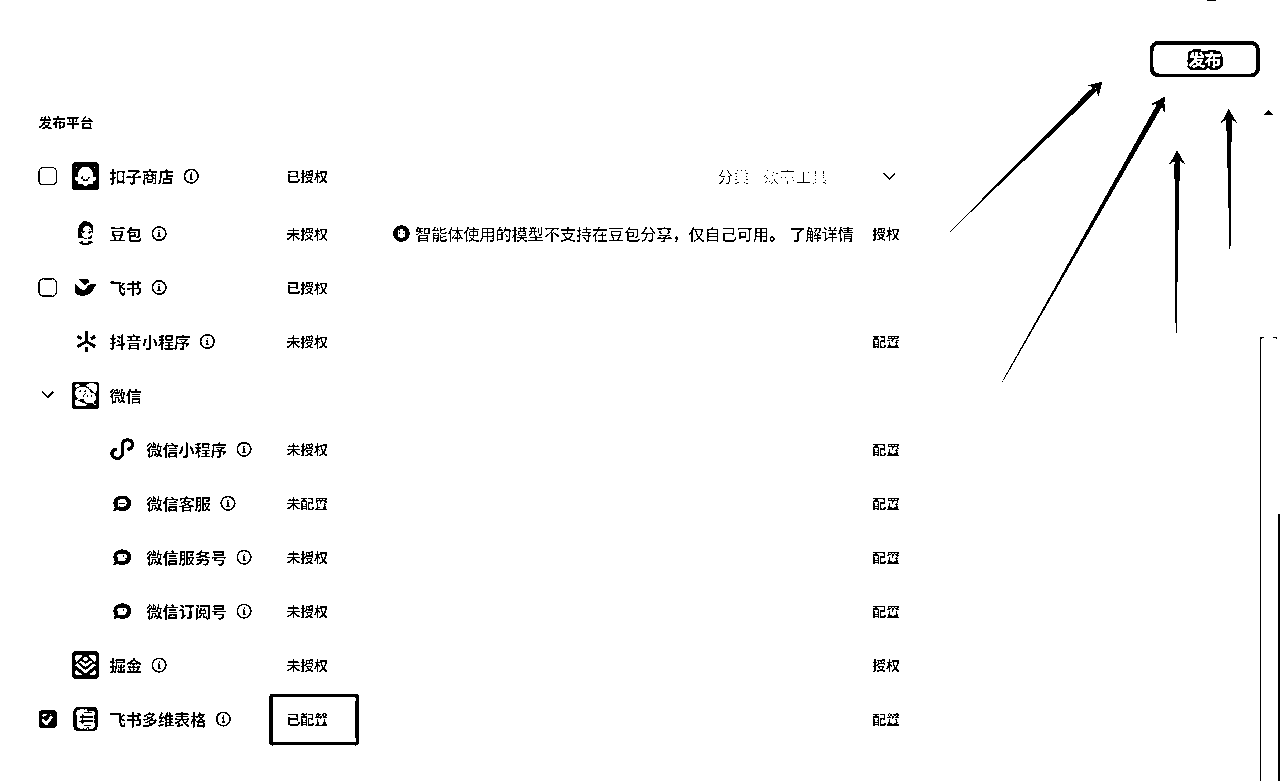 发布
发布平台
扣子商店 已授权 分类 效率工具
豆包 未授权 智能体使用的模型不支持在豆包分享，仅自己可用。 了解详情 授权
飞书 已授权
抖音小程序 未授权 配置
微信
微信小程序 未授权 配置
微信客服 未配置 配置
微信服务号 未授权 配置
微信订阅号 未授权 配置
掘金 未授权 授权
飞书多维表格 已配置 配置